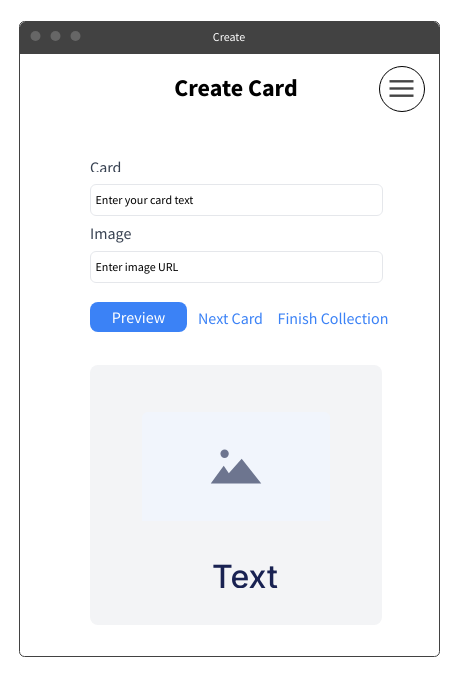 Create
Create Card
Card
Enter your card text
Image
Enter image URL
Preview Next Card Finish Collection
Text